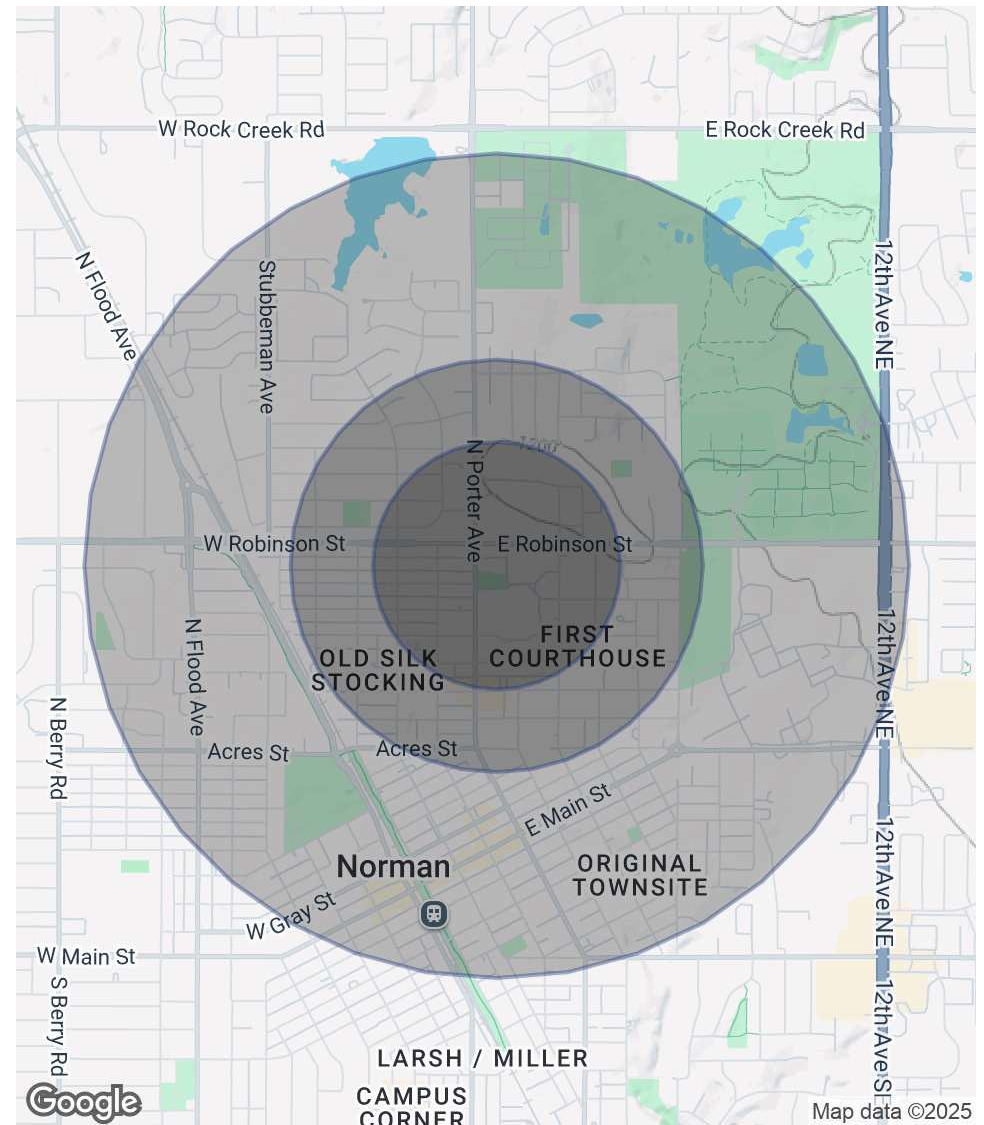 W Rock Creek Rd
E Rock Creek Rd
N Flood Ave
Stubbeman Ave
12th Ave NE
N Porter Ave
1200'
W Robinson St
E Robinson St
N Flood Ave
OLD SILK
STOCKING
FIRST
COURTHOUSE
12th Ave NE
N Berry Rd
Acres St
Acres St
E Main St
Norman
ORIGINAL
TOWNSITE
12th Ave NE
W Gray St
W Main St
S Berry Rd
12th Ave SE
LARSH / MILLER
CAMPUS
CORNER
Google
Map data ©2025